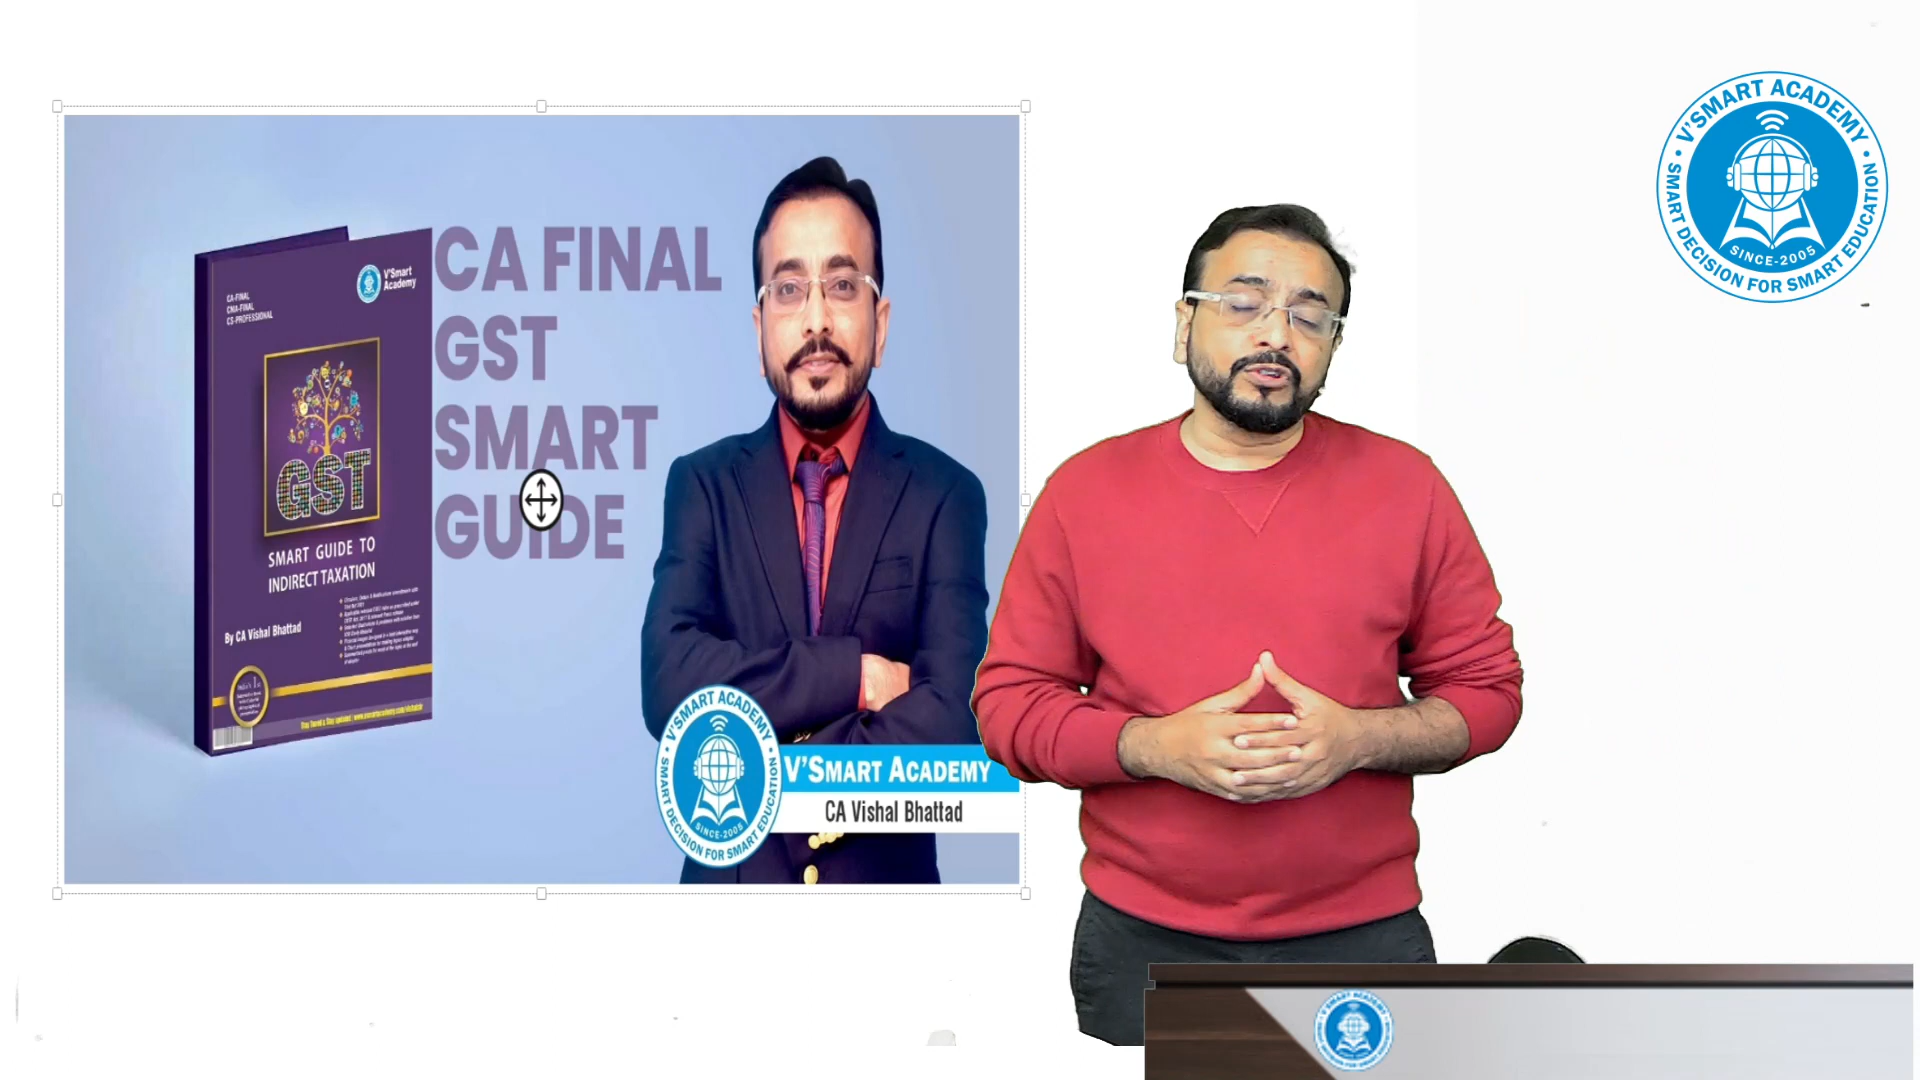 V'SMART ACADEMY
SMART DECISION FOR SMART EDUCATION
SINCE-2005
V'Smart
Academy
CA-FINAL
CMA-FINAL
CS-PROFESSIONAL
GST
SMART GUIDE TO
INDIRECT TAXATION
By CA Vishal Bhattad
CA FINAL
GST
SMART
GUIDE
V'SMART ACADEMY
SMART DECISION FOR SMART EDUCATION
SINCE-2005
V'SMART ACADEMY
CA Vishal Bhattad